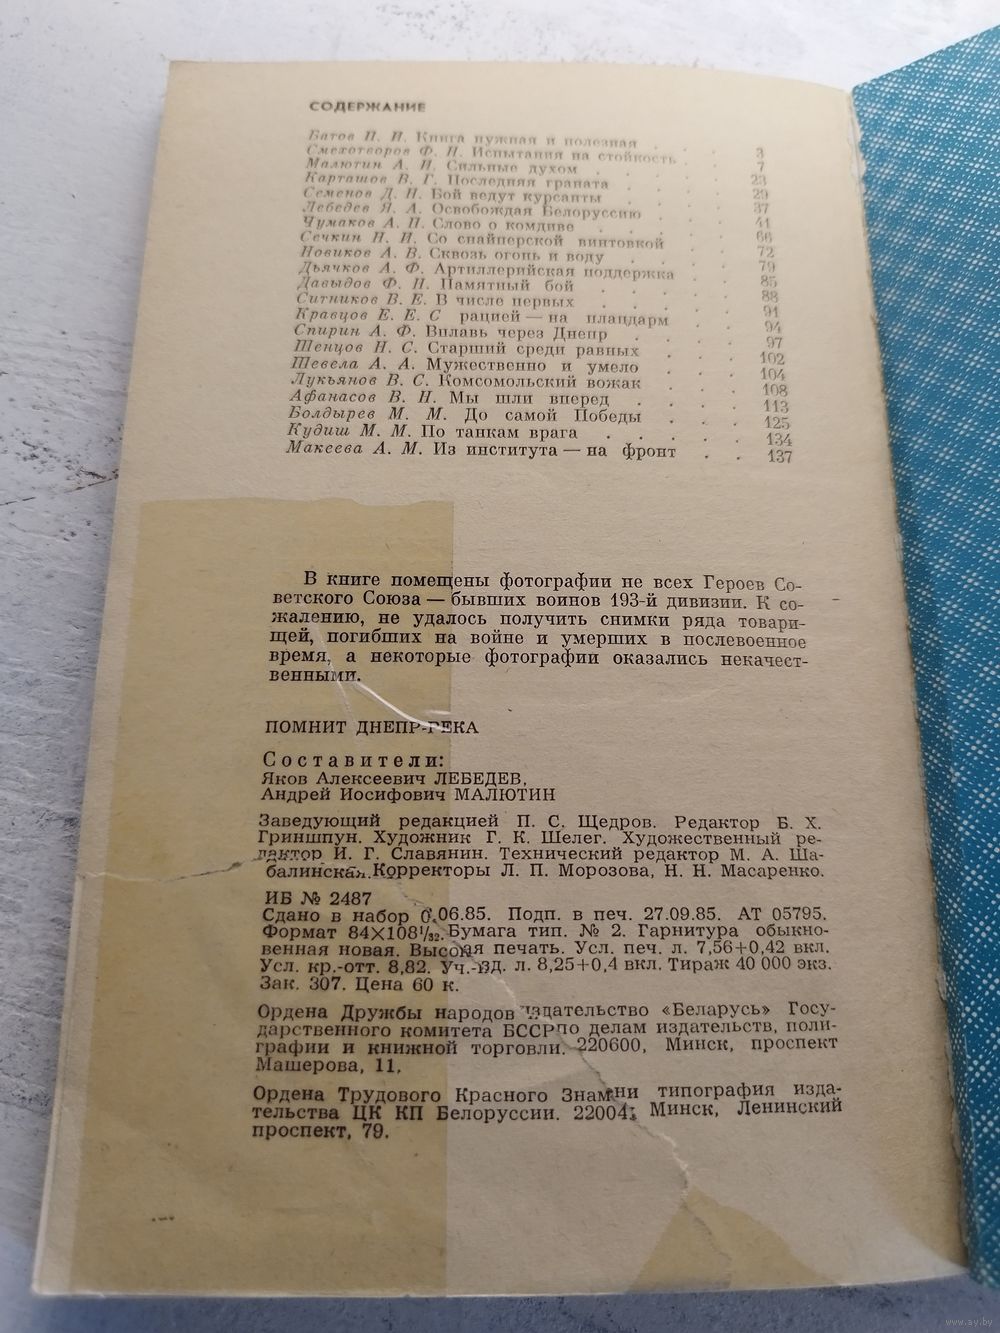 СОДЕРЖАНИЕ
Батов П. И. Книга нужная и полезная . . . 3
Смехотворов Ф. Н. Испытания на стойкость . . 7
Малютин А. И. Сильные духом . . . . . 23
Карташов В. Г. Последняя граната . . . . 29
Семенов Д. Н. Бой ведут курсанты . . . . 37
Лебедев Я. А. Освобождая Белоруссию . . . 41
Чумаков А. П. Слово о комдиве . . . . . 66
Сечкин Н. И. Со снайперской винтовкой . . . 72
Новиков А. В. Сквозь огонь и воду . . . . 79
Дьячков А. Ф. Артиллерийская поддержка . . . 85
Давыдов Ф. Н. Памятный бой . . . . . 88
Ситников В. Е. В числе первых . . . . . 91
Кравцов Е. Е. С рацией — на плацдарм . . . 94
Спирин А. Ф. Вплавь через Днепр . . . . 97
Шенцов Н. С. Старший среди равных . . . 102
Шевела А. А. Мужественно и умело . . . . 104
Лукьянов В. С. Комсомольский вожак . . . 108
Афанасов В. Н. Мы шли вперед . . . . 113
Болдырев М. М. До самой Победы . . . 125
Кудиш М. М. По танкам врага . . . . . 134
Макеева А. М. Из института — на фронт . . 137
В книге помещены фотографии не всех Героев Со-
ветского Союза — бывших воинов 193-й дивизии. К со-
жалению, не удалось получить снимки ряда товари-
щей, погибших на войне и умерших в послевоенное
время, а некоторые фотографии оказались некачест-
венными.
ПОМНИТ ДНЕПР-РЕКА
Составители:
Яков Алексеевич ЛЕБЕДЕВ,
Андрей Иосифович МАЛЮТИН
Заведующий редакцией П. С. Щедров. Редактор Б. Х.
Гриншпун. Художник Г. К. Шелег. Художественный ре-
дактор И. Г. Славянин. Технический редактор М. А. Ша-
балинская. Корректоры Л. П. Морозова, Н. Н. Масаренко.
ИБ № 2487
Сдано в набор .06.85. Подп. в печ. 27.09.85. АТ 05795.
Формат 84×108¹/₃₂. Бумага тип. № 2. Гарнитура обыкно-
венная новая. Высокая печать. Усл. печ. л. 7,56+0,42 вкл.
Усл. кр.-отт. 8,82. Уч.-изд. л. 8,25+0,4 вкл. Тираж 40 000 экз.
Зак. 307. Цена 60 к.
Ордена Дружбы народов издательство «Беларусь» Госу-
дарственного комитета БССР по делам издательств, поли-
графии и книжной торговли. 220600, Минск, проспект
Машерова, 11.
Ордена Трудового Красного Знамени типография изда-
тельства ЦК КП Белоруссии. 220041, Минск, Ленинский
проспект, 79.
www.ay.by